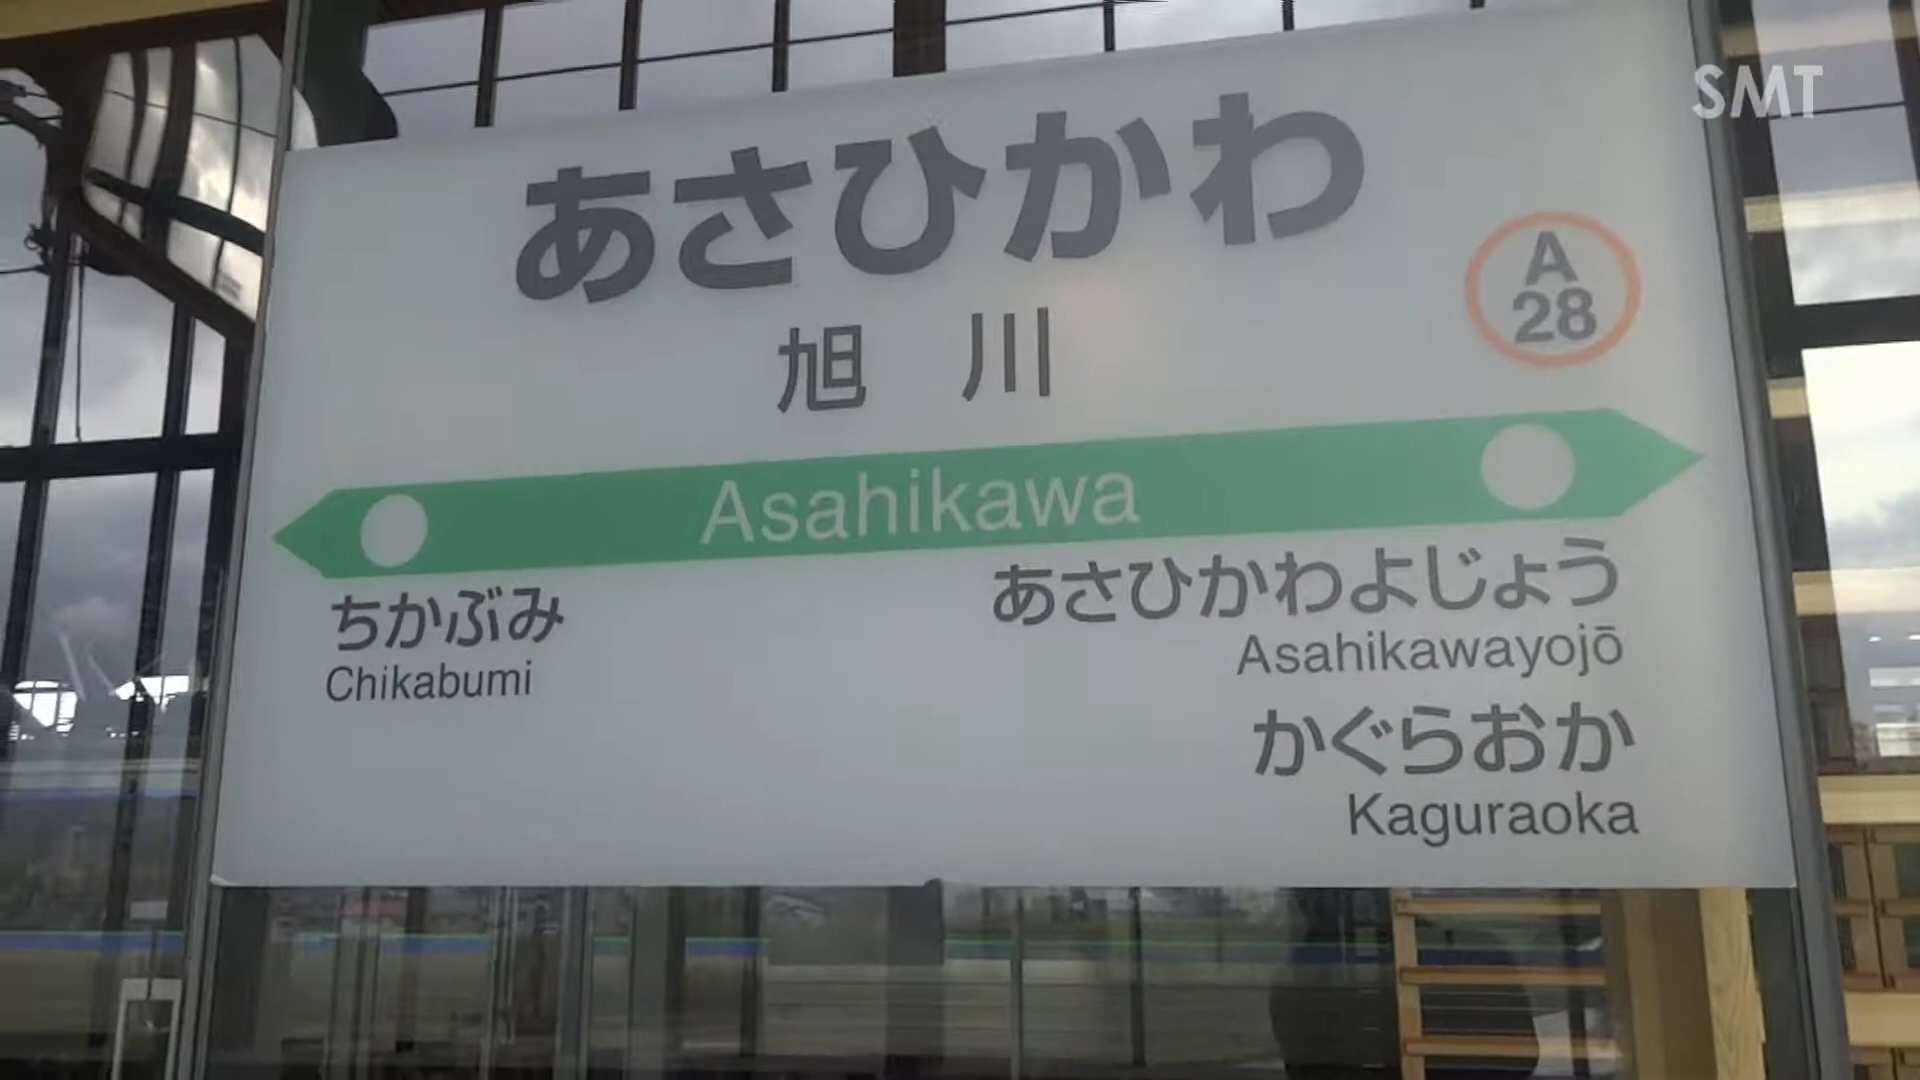 SMT
あさひかわ
旭 川
A
28
Asahikawa
ちかぶみ
Chikabumi
あさひかわよじょう
Asahikawayojō
かぐらおか
Kaguraoka